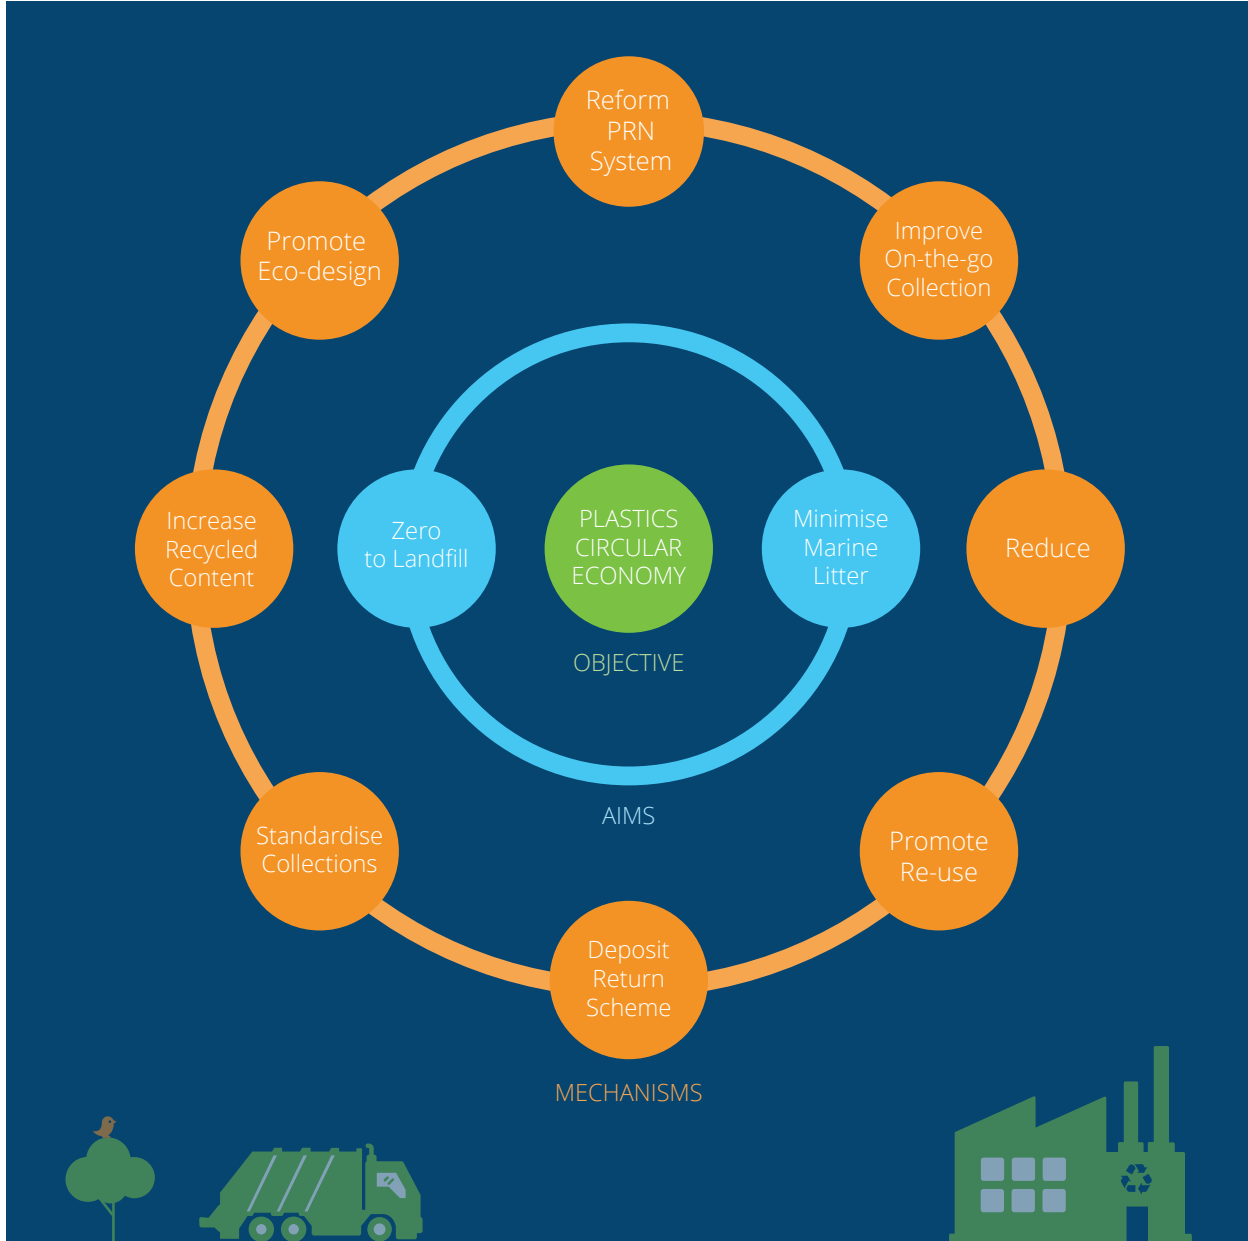 Reform
PRN
System
Promote
Eco-design
Improve
On-the-go
Collection
Increase
Recycled
Content
Zero
to Landfill
PLASTICS
CIRCULAR
ECONOMY
Minimise
Marine
Litter
Reduce
OBJECTIVE
AIMS
Standardise
Collections
Promote
Re-use
Deposit
Return
Scheme
MECHANISMS